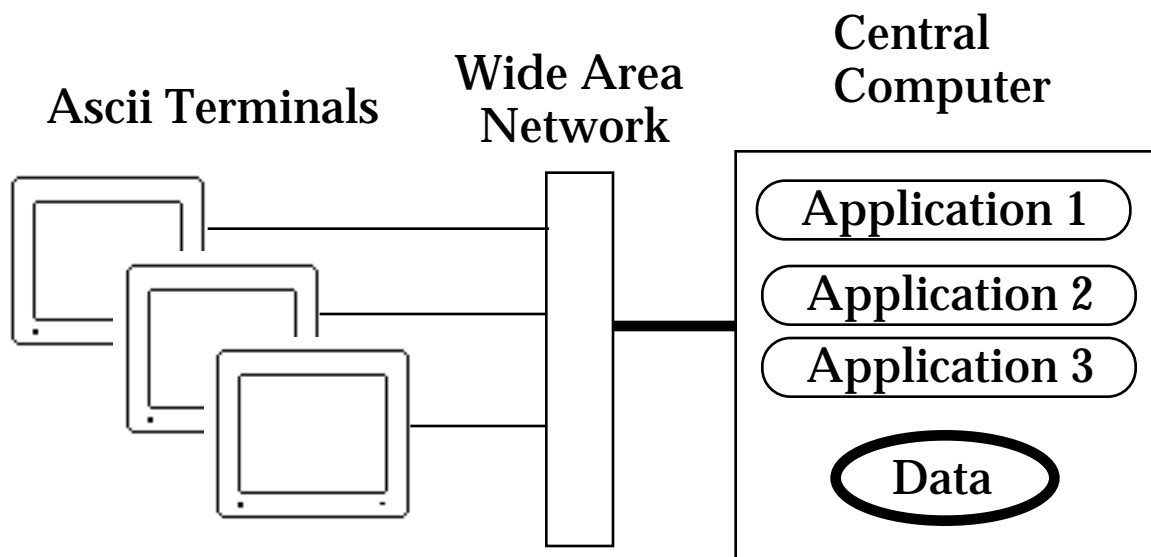 Ascii Terminals
Wide Area
Network
Central
Computer
Application 1
Application 2
Application 3
Data